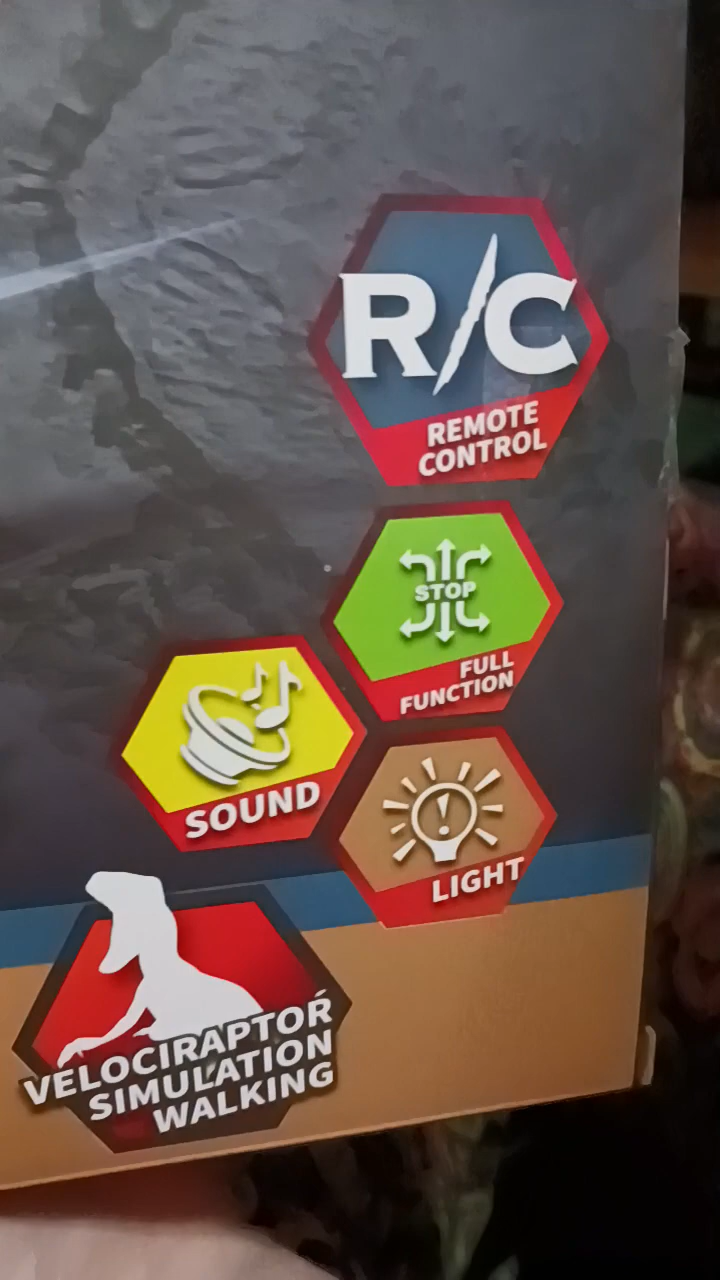 R/C
REMOTE
CONTROL
STOP
FULL
FUNCTION
SOUND
LIGHT
VELOCIRAPTOR
SIMULATION
WALKING